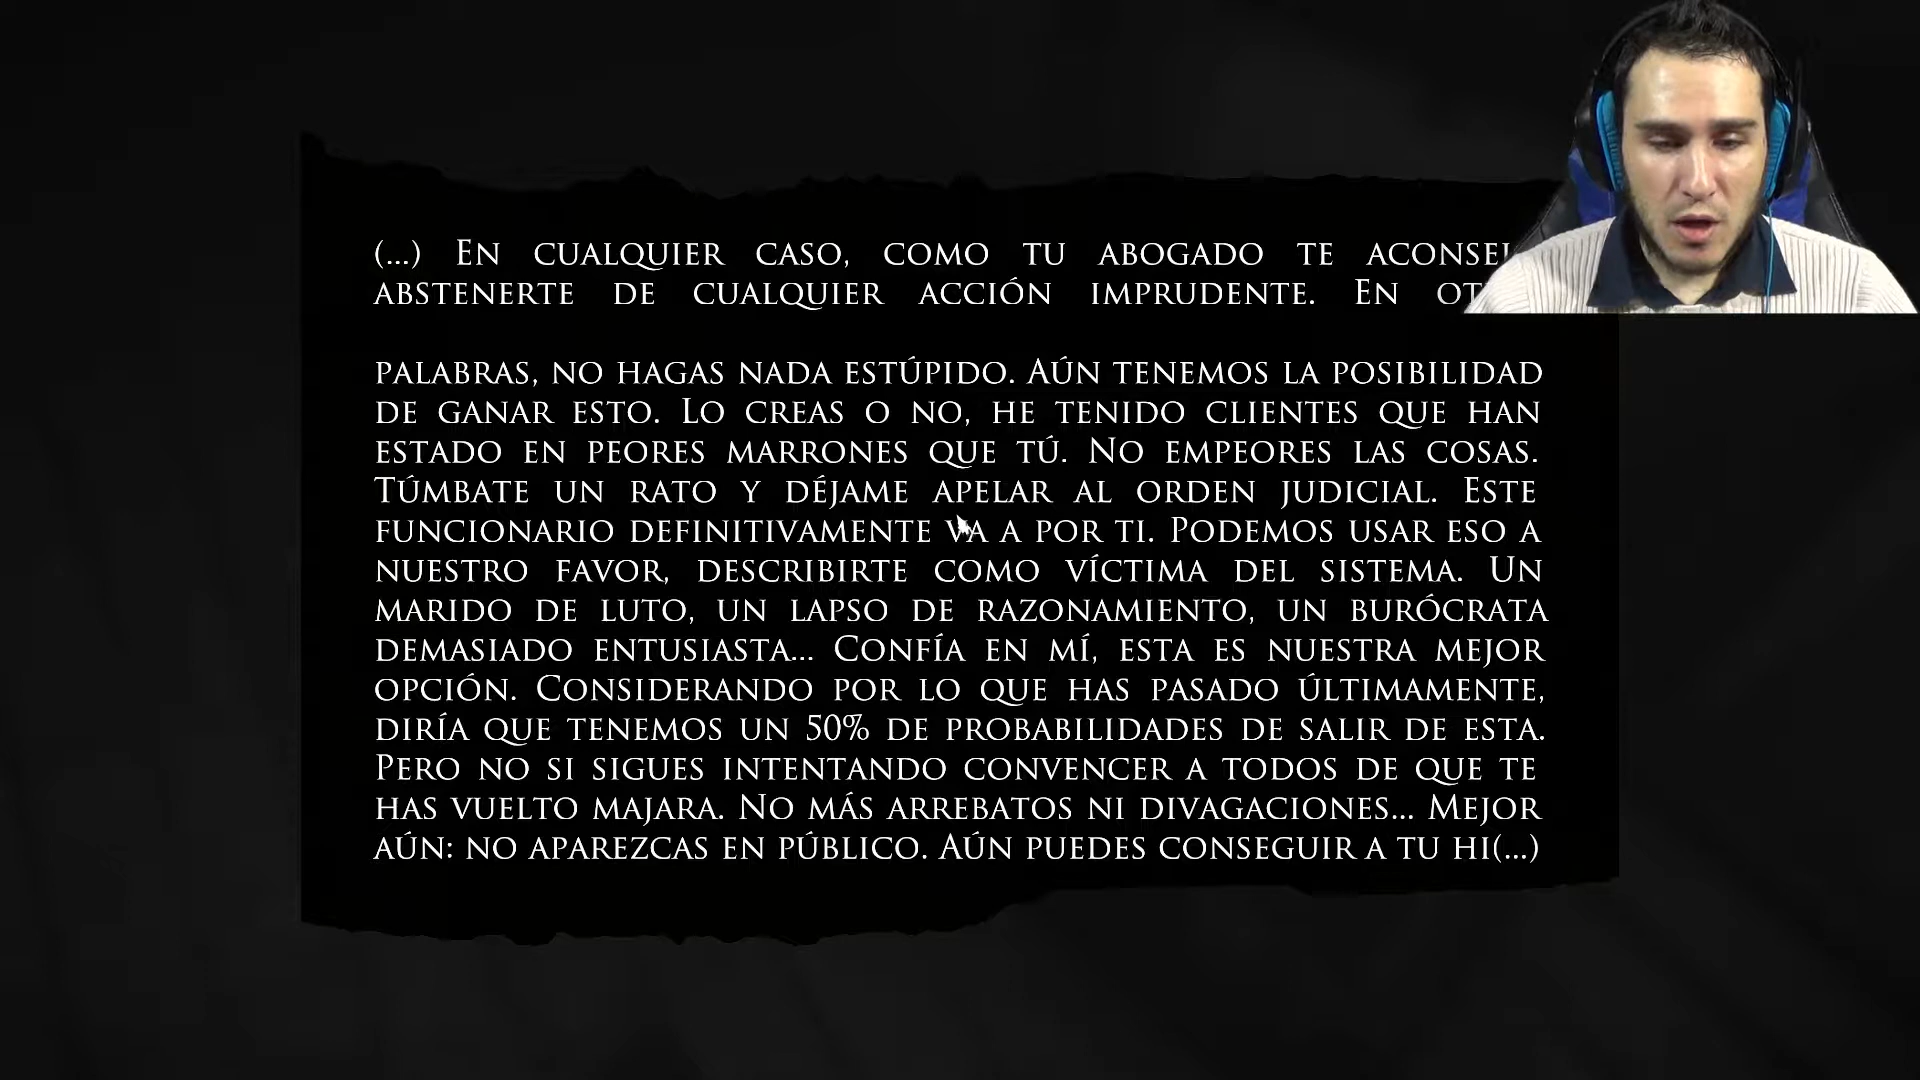 (...) En cualquier caso, como tu abogado te
abstenerte de cualquier acción imprudente. En
palabras, no hagas nada estúpido. Aún tenemos la posibilidad
de ganar esto. Lo creas o no, he tenido clientes que han
estado en peores marrones que tú. No empeores las cosas.
Túmbate un rato y déjame apelar al orden judicial. Este
funcionario definitivamente va a por ti. Podemos usar eso a
nuestro favor, describirte como víctima del sistema. Un
marido de luto, un lapso de razonamiento, un burócrata
demasiado entusiasta... Confía en mí, esta es nuestra mejor
opción. Considerando por lo que has pasado últimamente,
diría que tenemos un 50% de probabilidades de salir de esta.
Pero no si sigues intentando convencer a todos de que te
has vuelto majara. No más arrebatos ni divagaciones... Mejor
aún: no aparezcas en público. Aún puedes conseguir a tu hi(...)